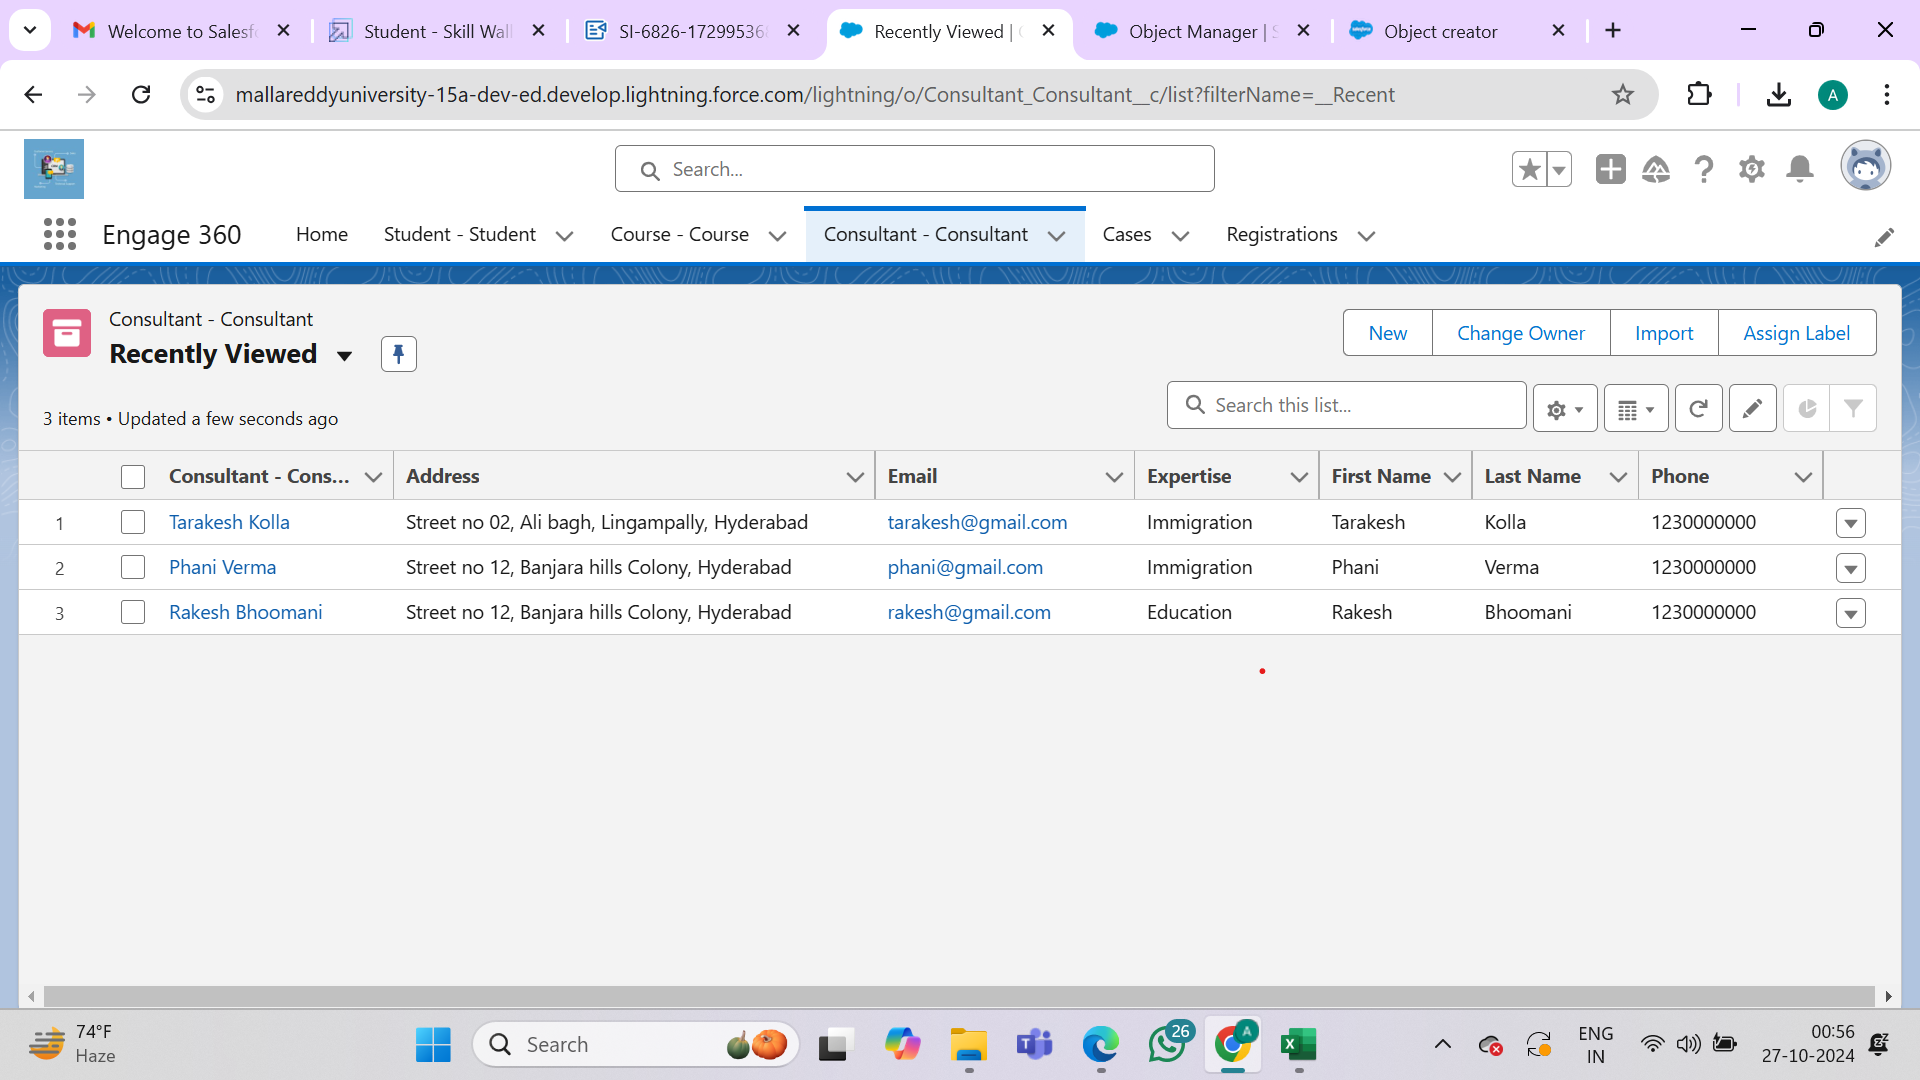 Welcome to Salesf
Student - Skill Wall
SI-6826-172995368
Recently Viewed |
Object Manager |
Object creator
mallareddyuniversity-15a-dev-ed.develop.lightning.force.com/lightning/o/Consultant_Consultant__c/list?filterName=__Recent
A
Search...
Engage 360
Home
Student - Student
Course - Course
Consultant - Consultant
Cases
Registrations
Consultant - Consultant
Recently Viewed
New
Change Owner
Import
Assign Label
3 items • Updated a few seconds ago
Search this list...
Consultant - Cons... Address Email Expertise First Name Last Name Phone
1 Tarakesh Kolla Street no 02, Ali bagh, Lingampally, Hyderabad tarakesh@gmail.com Immigration Tarakesh Kolla 1230000000
2 Phani Verma Street no 12, Banjara hills Colony, Hyderabad phani@gmail.com Immigration Phani Verma 1230000000
3 Rakesh Bhoomani Street no 12, Banjara hills Colony, Hyderabad rakesh@gmail.com Education Rakesh Bhoomani 1230000000
74°F
Haze
Search
26
A
ENG
IN
00:56
27-10-2024